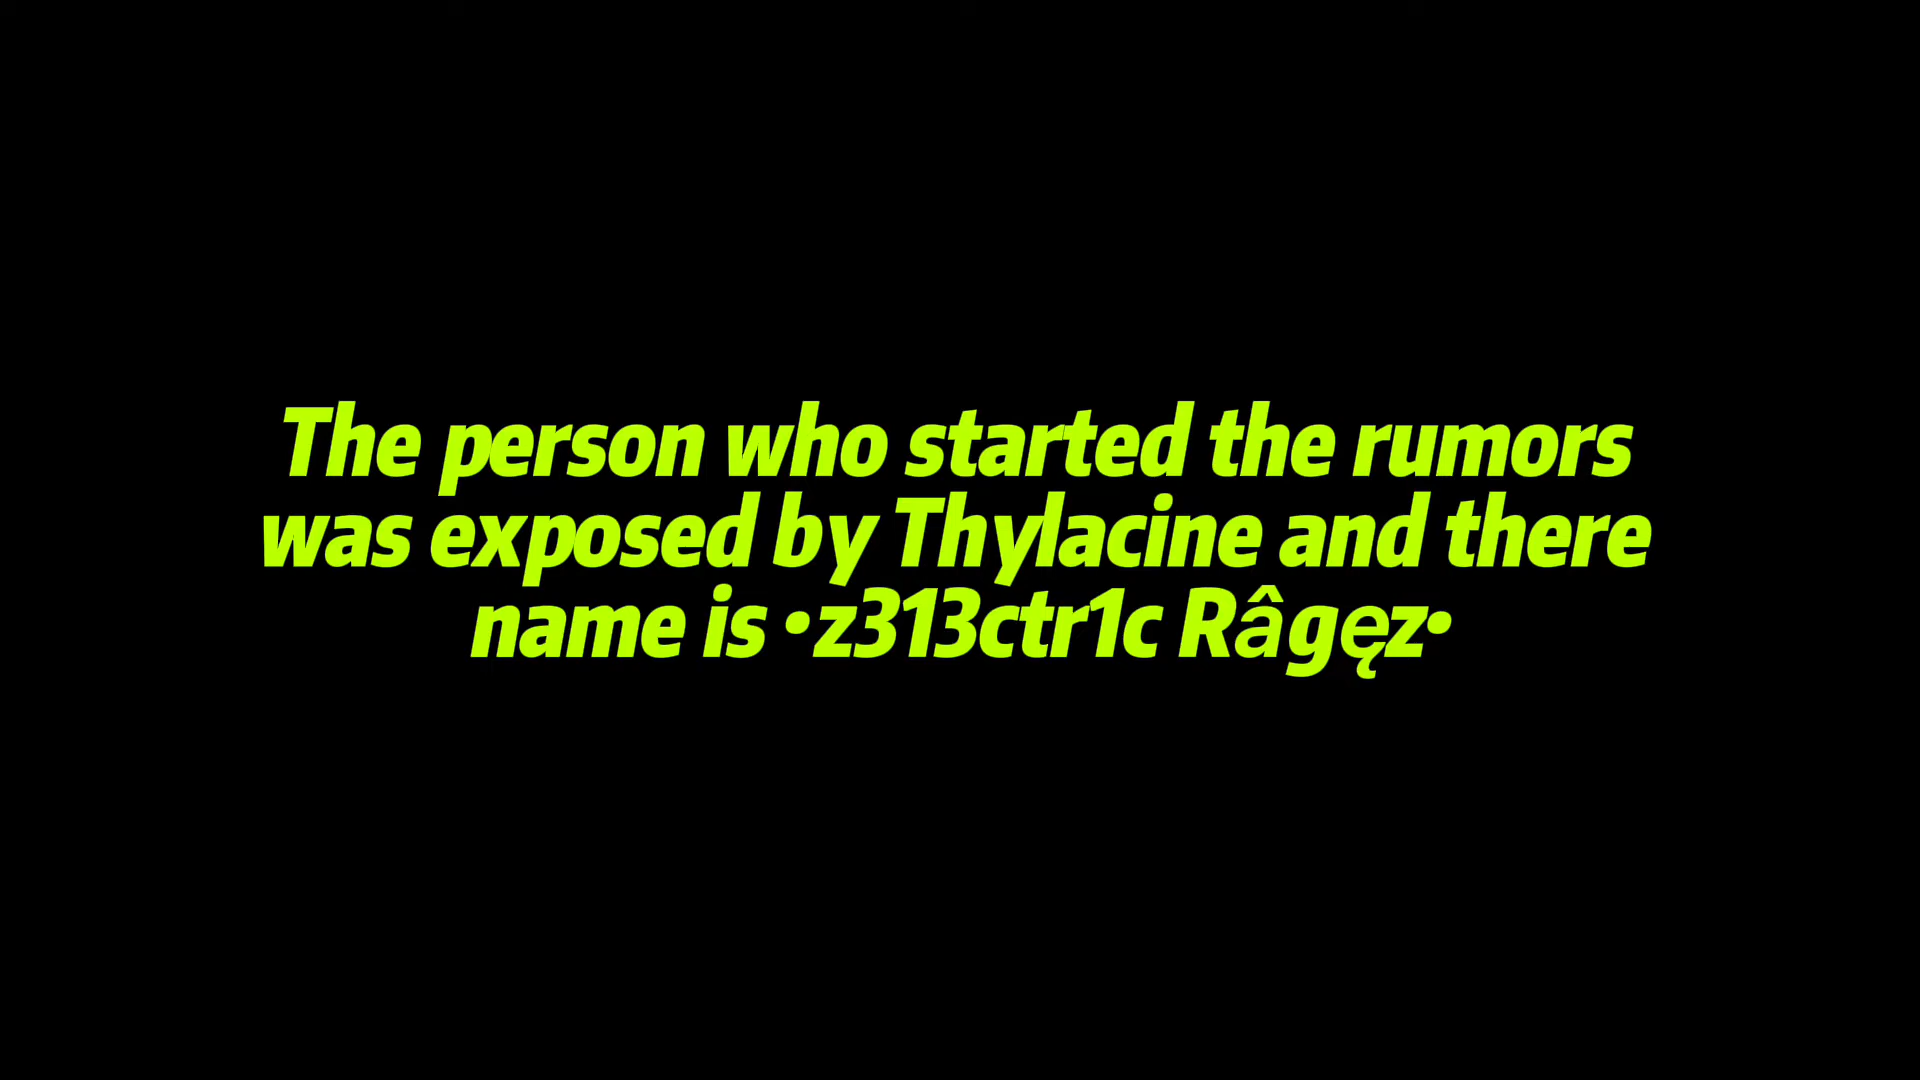 The person who started the rumors
was exposed by Thylacine and there
name is •z313ctr1c Râgęz•